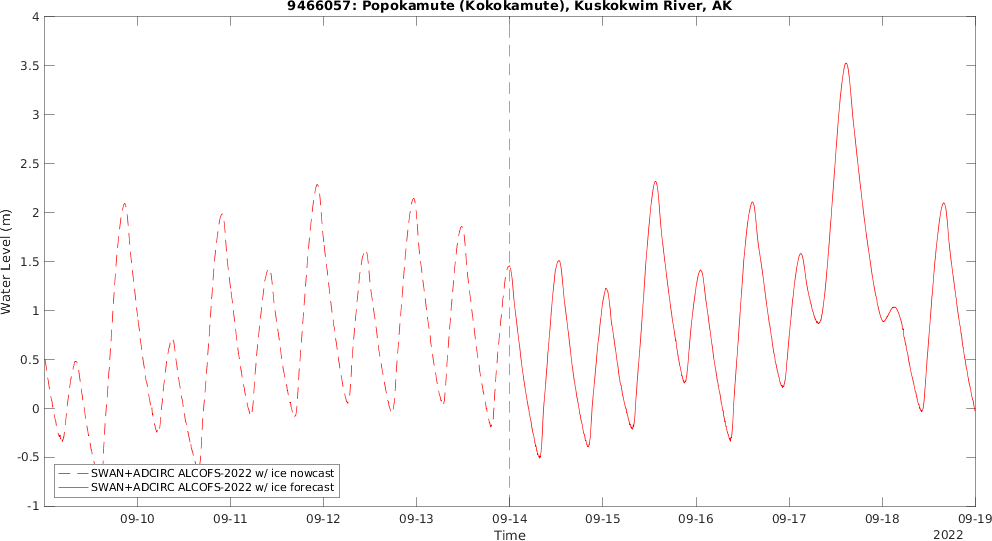 9466057: Popokamute (Kokokamute), Kuskokwim River, AK
4
3.5
3
2.5
2
1.5
1
0.5
0
-0.5
-1
Water Level (m)
SWAN+ADCIRC ALCOFS-2022 w/ ice nowcast
SWAN+ADCIRC ALCOFS-2022 w/ ice forecast
09-10 09-11 09-12 09-13 09-14 09-15 09-16 09-17 09-18 09-19
Time
2022